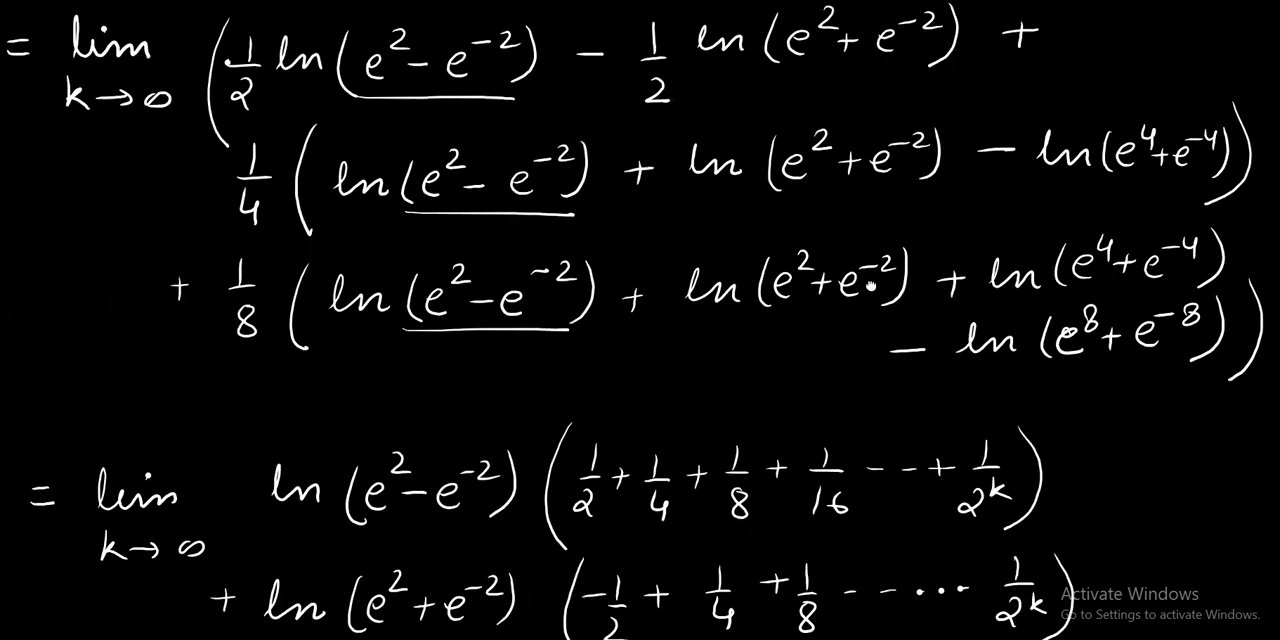 = lim k→∞ ( 1/2 ln (e^2 - e^-2) - 1/2 ln (e^2 + e^-2) +
1/4 ( ln (e^2 - e^-2) + ln (e^2 + e^-2) - ln (e^4 + e^-4) )
+ 1/8 ( ln (e^2 - e^-2) + ln (e^2 + e^-2) + ln (e^4 + e^-4)
- ln (e^8 + e^-8) ) )
= lim k→∞ ln (e^2 - e^-2) ( 1/2 + 1/4 + 1/8 + 1/16 --- + 1/2^k )
+ ln (e^2 + e^-2) ( -1/2 + 1/4 + 1/8 - - .... 1/2^k )
Activate Windows
Go to Settings to activate Windows.